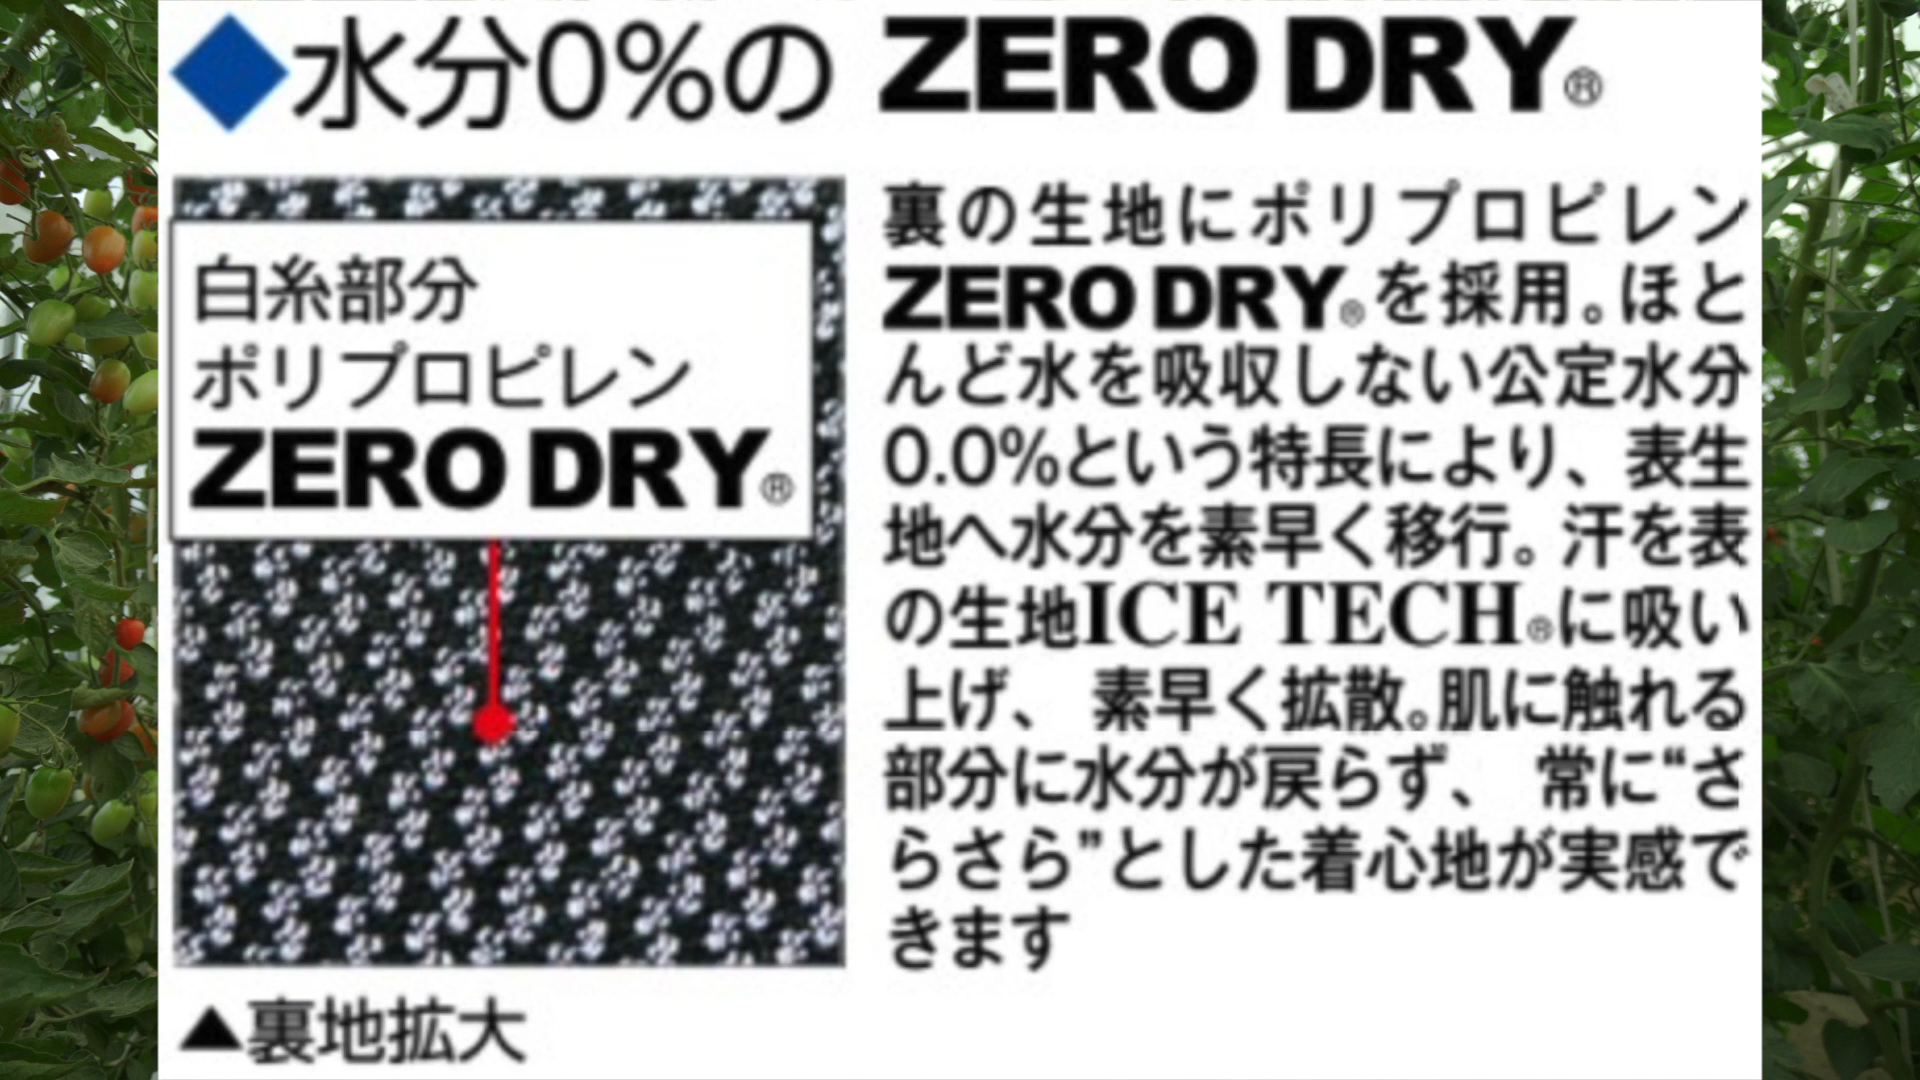 ◆水分0%の ZERO DRY®
白糸部分
ポリプロピレン
ZERO DRY®
▲裏地拡大
裏の生地にポリプロピレン
ZERO DRY®を採用。ほと
んど水を吸収しない公定水分
0.0%という特長により、表生
地へ水分を素早く移行。汗を表
の生地ICE TECH®に吸い
上げ、素早く拡散。肌に触れる
部分に水分が戻らず、常に“さ
らさら”とした着心地が実感で
きます